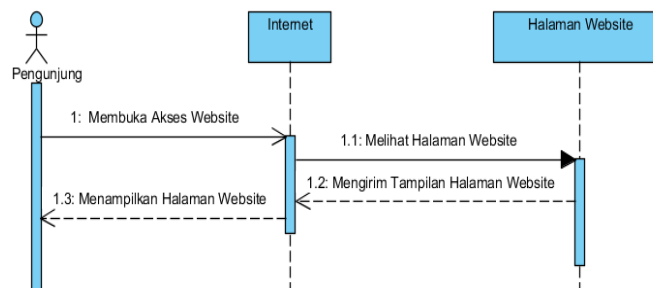 Internet
Halaman Website
Pengunjung
1: Membuka Akses Website
1.1: Melihat Halaman Website
1.2: Mengirim Tampilan Halaman Website
1.3: Menampilkan Halaman Website